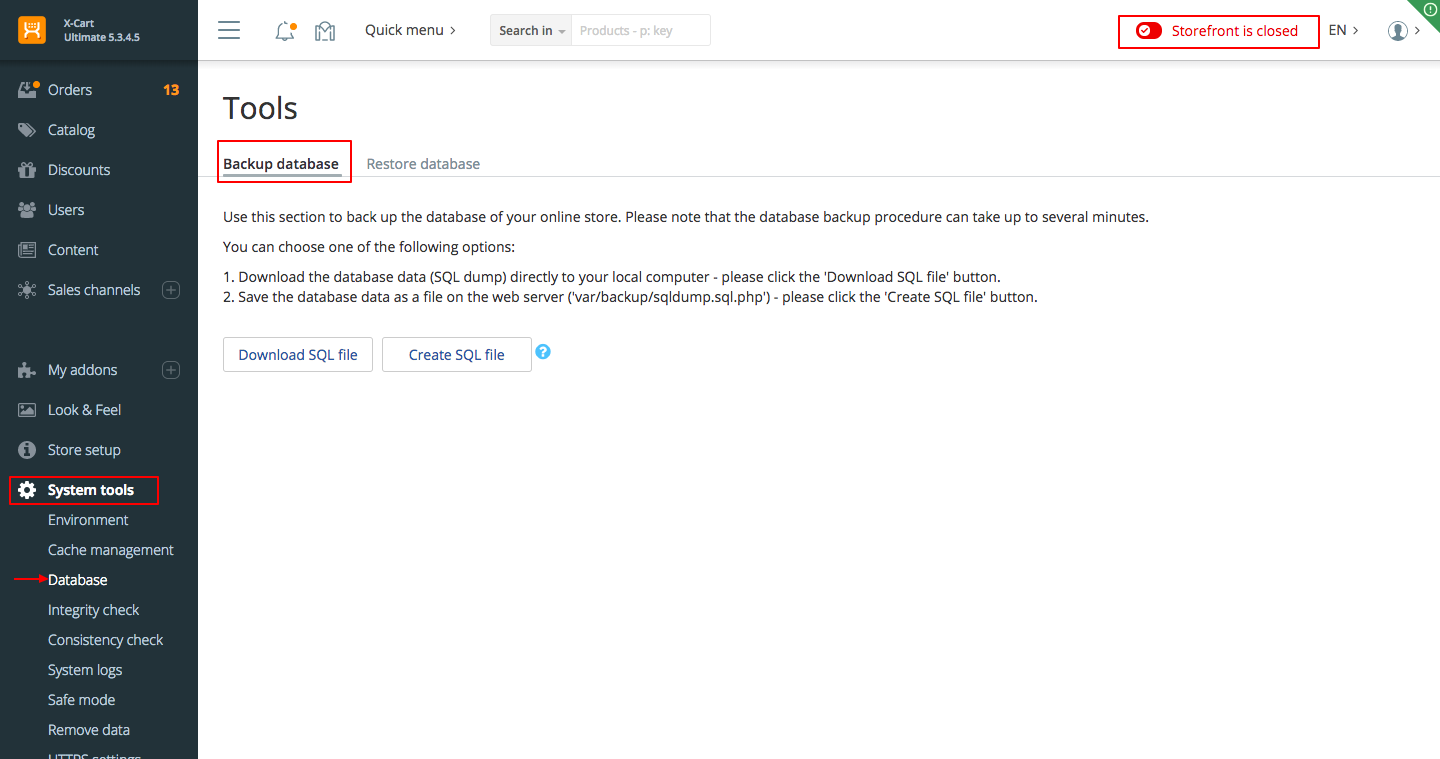 X-Cart
Ultimate 5.3.4.5
Quick menu
Search in
Products - p: key
Storefront is closed
EN
Orders 13
Catalog
Discounts
Users
Content
Sales channels
My addons
Look & Feel
Store setup
System tools
Environment
Cache management
Database
Integrity check
Consistency check
System logs
Safe mode
Remove data
HTTPS settings
Tools
Backup database
Restore database
Use this section to back up the database of your online store. Please note that the database backup procedure can take up to several minutes.
You can choose one of the following options:
1. Download the database data (SQL dump) directly to your local computer - please click the 'Download SQL file' button.
2. Save the database data as a file on the web server ('var/backup/sqldump.sql.php') - please click the 'Create SQL file' button.
Download SQL file
Create SQL file
?